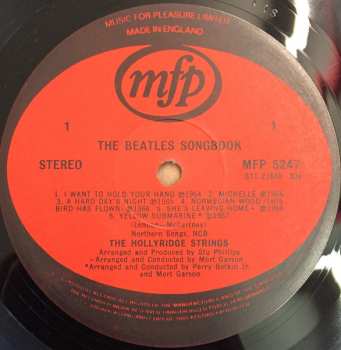 MUSIC FOR PLEASURE LIMITED
MADE IN ENGLAND
mfp
1 1
THE BEATLES SONGBOOK
STEREO MFP 5247
1. I WANT TO HOLD YOUR HAND ℗1964 2. MICHELLE ℗1966
3. A HARD DAY'S NIGHT ℗1965 4. NORWEGIAN WOOD (THIS
BIRD HAS FLOWN) ℗1966 5. SHE'S LEAVING HOME+ ℗1968
6. YELLOW SUBMARINE* ℗1967
(Lennon - McCartney)
Northern Songs, NCB
THE HOLLYRIDGE STRINGS
Arranged and Produced by Stu Phillips
+Arranged and Conducted by Mort Garson
*Arranged and Conducted by Perry Botkin Jr.
and Mort Garson